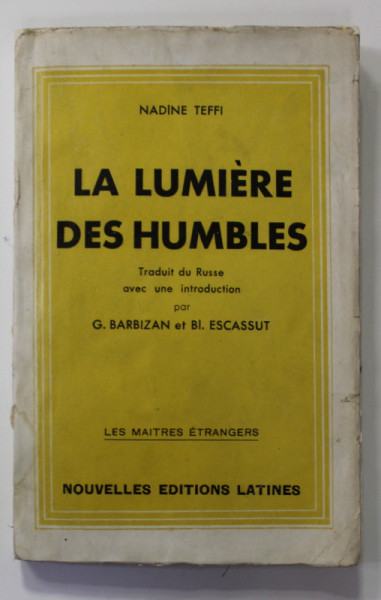 NADÎNE TEFFI
LA LUMIÈRE
DES HUMBLES
Traduit du Russe
avec une introduction
par
G. BARBIZAN et Bl. ESCASSUT
LES MAITRES ÉTRANGERS
NOUVELLES EDITIONS LATINES